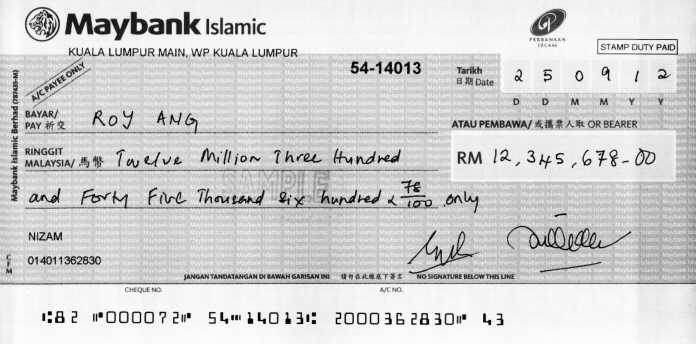 Maybank Islamic
PERBANKAN
ISLAM
KUALA LUMPUR MAIN, WP KUALA LUMPUR
STAMP DUTY PAID
A/C PAYEE ONLY
54-14013
Tarikh
日期 Date
2 5 0 9 1 2
D D M M Y Y
Maybank Islamic Berhad (787435-M)
BAYAR/
PAY 祈交 ROY ANG
ATAU PEMBAWA/ 或攜票人取 OR BEARER
RINGGIT
MALAYSIA/ 馬幣 Twelve Million Three Hundred
RM 12,345,678-00
SAMPLE
and Forty Five Thousand Six hundred & 78/100 only
NIZAM
014011362830
CFM
JANGAN TANDATANGAN DI BAWAH GARISAN INI 請勿在此線底下簽名 NO SIGNATURE BELOW THIS LINE
CHEQUE NO. A/C NO.
⑆82 ⑈000072⑈ 54⑉14013⑆ 2000362830⑈ 43